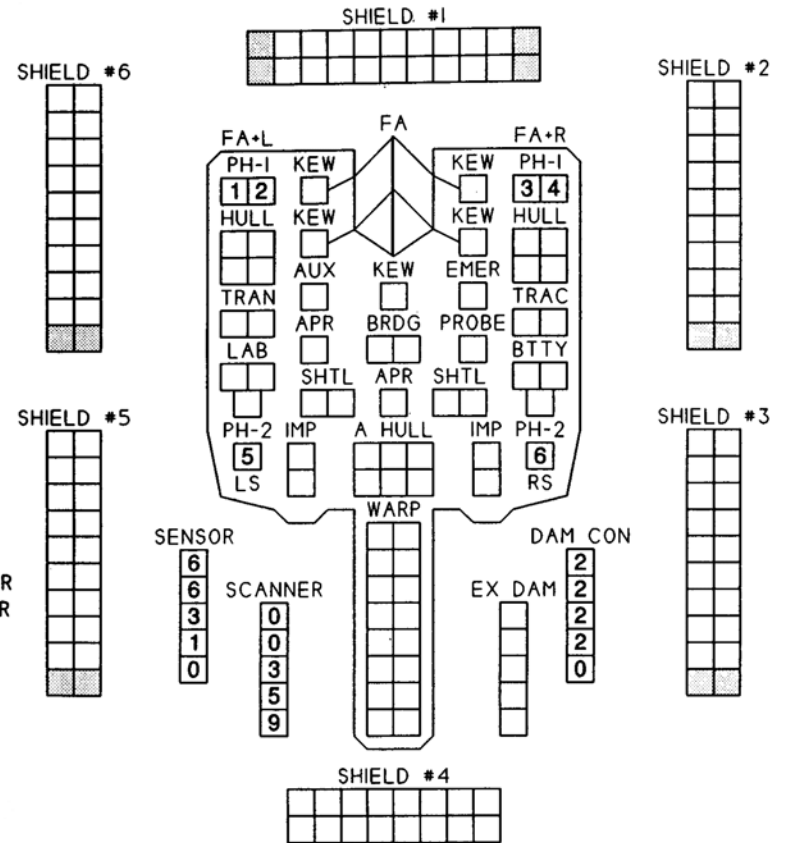 SHIELD #1
SHIELD #6
SHIELD #2
FA+L FA FA+R
PH-1 KEW KEW PH-1
1 2 3 4
HULL KEW KEW HULL
AUX KEW EMER
TRAN TRAC
APR BRDG PROBE
LAB BTTY
SHTL APR SHTL
SHIELD #5
SHIELD #3
PH-2 IMP A HULL IMP PH-2
5 6
LS RS
WARP
SENSOR
6
6
3
1
0
SCANNER
0
0
3
5
9
EX DAM
DAM CON
2
2
2
2
0
R
R
SHIELD #4